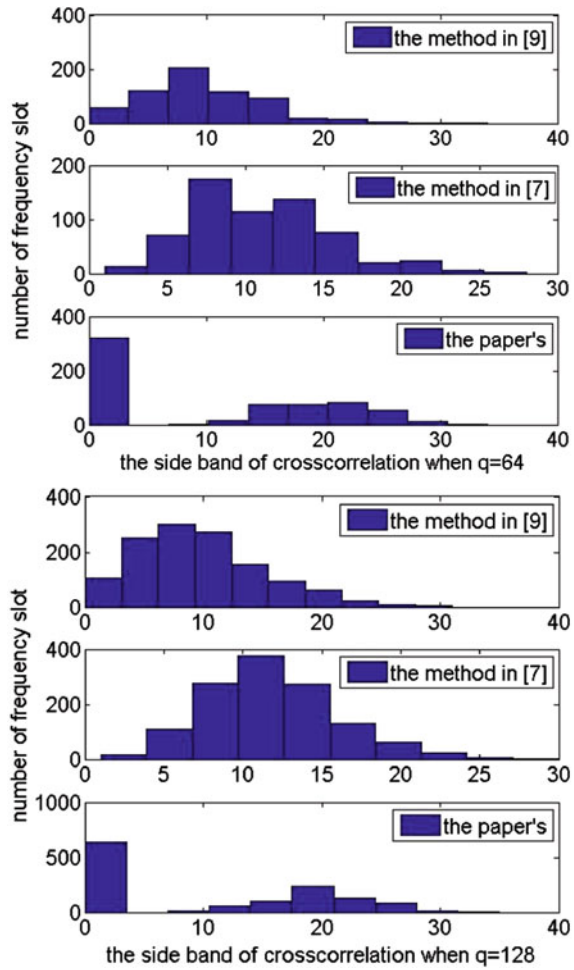 400
200
0
the method in [9]
0 10 20 30 40
200
100
0
the method in [7]
0 5 10 15 20 25 30
400
200
0
the paper's
0 10 20 30 40
number of frequency slot
the side band of crosscorrelation when q=64
400
200
0
the method in [9]
0 10 20 30 40
400
200
0
the method in [7]
0 5 10 15 20 25 30
1000
500
0
the paper's
0 10 20 30 40
number of frequency slot
the side band of crosscorrelation when q=128